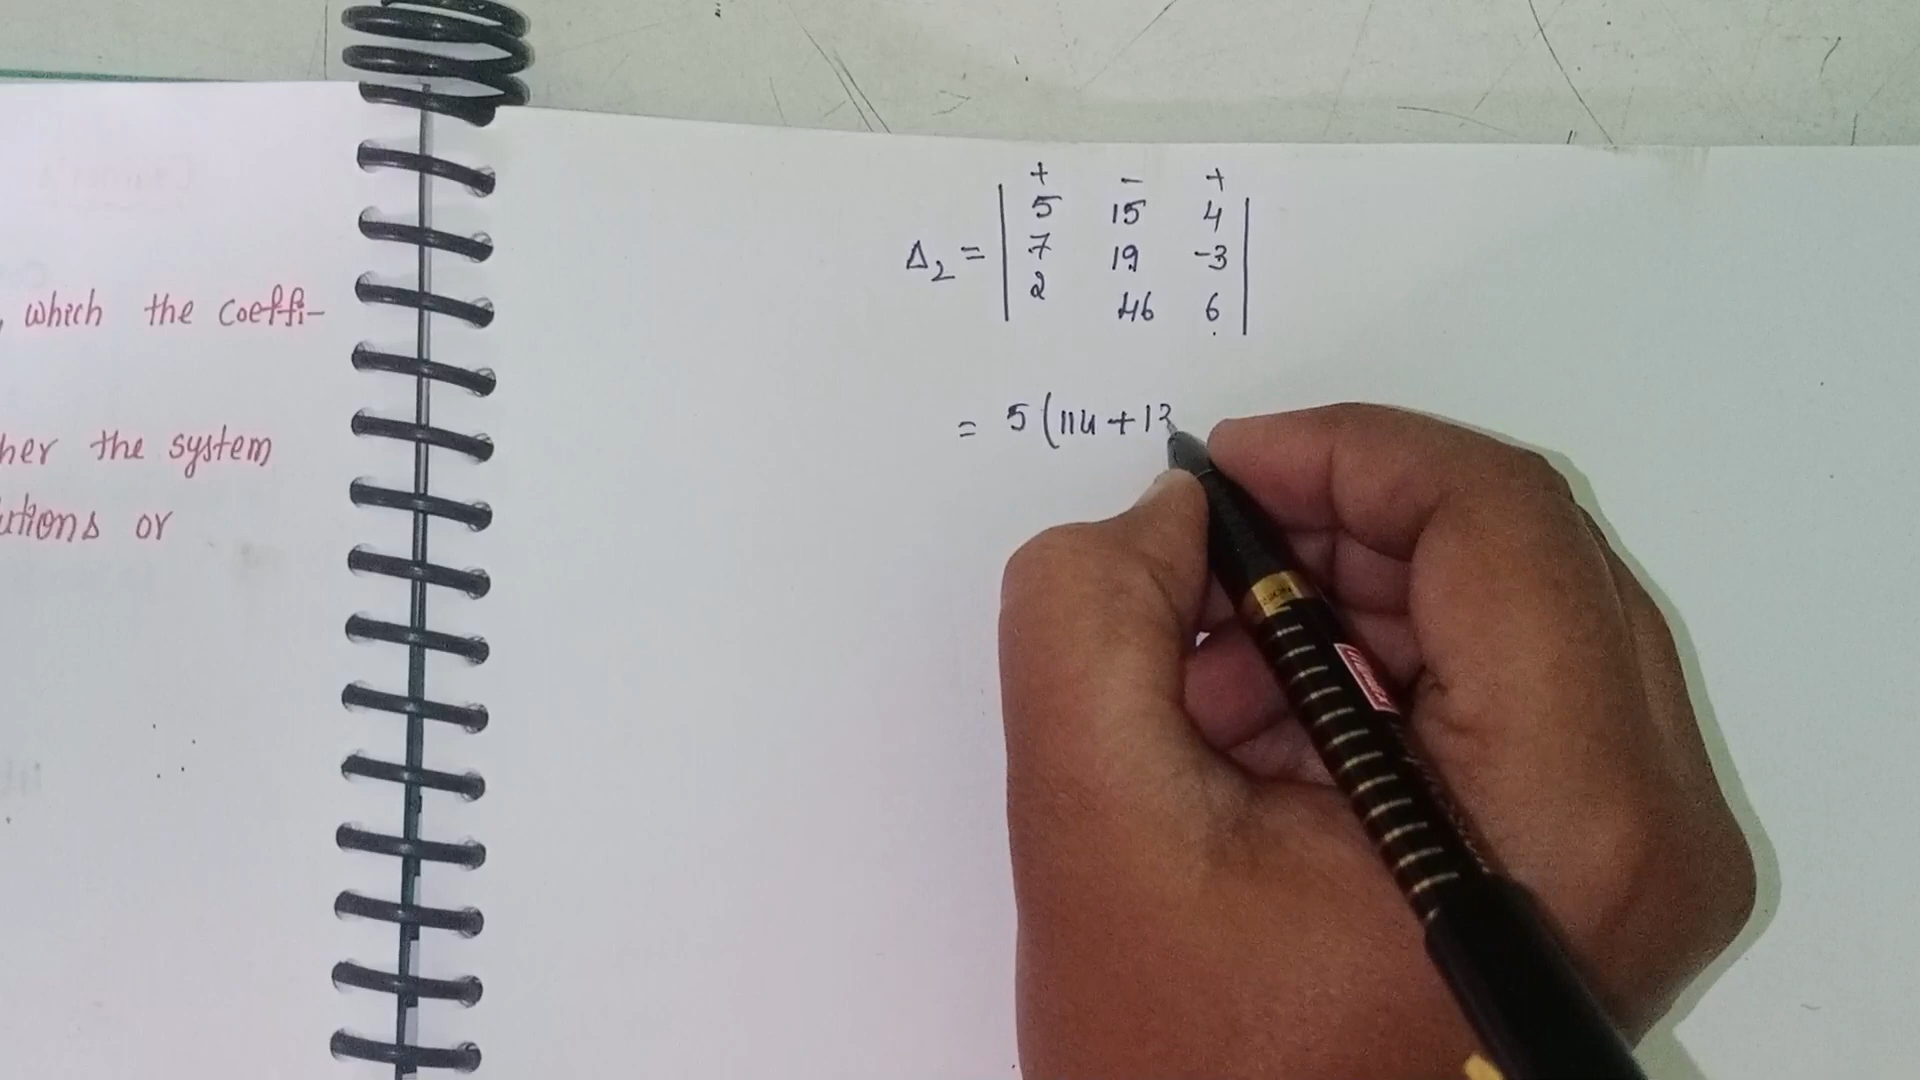 , which the coeffi-
her the system
utions or
+ - +
5 15 4
Δ2 = 7 19 -3
2 46 6
= 5 (114 + 13